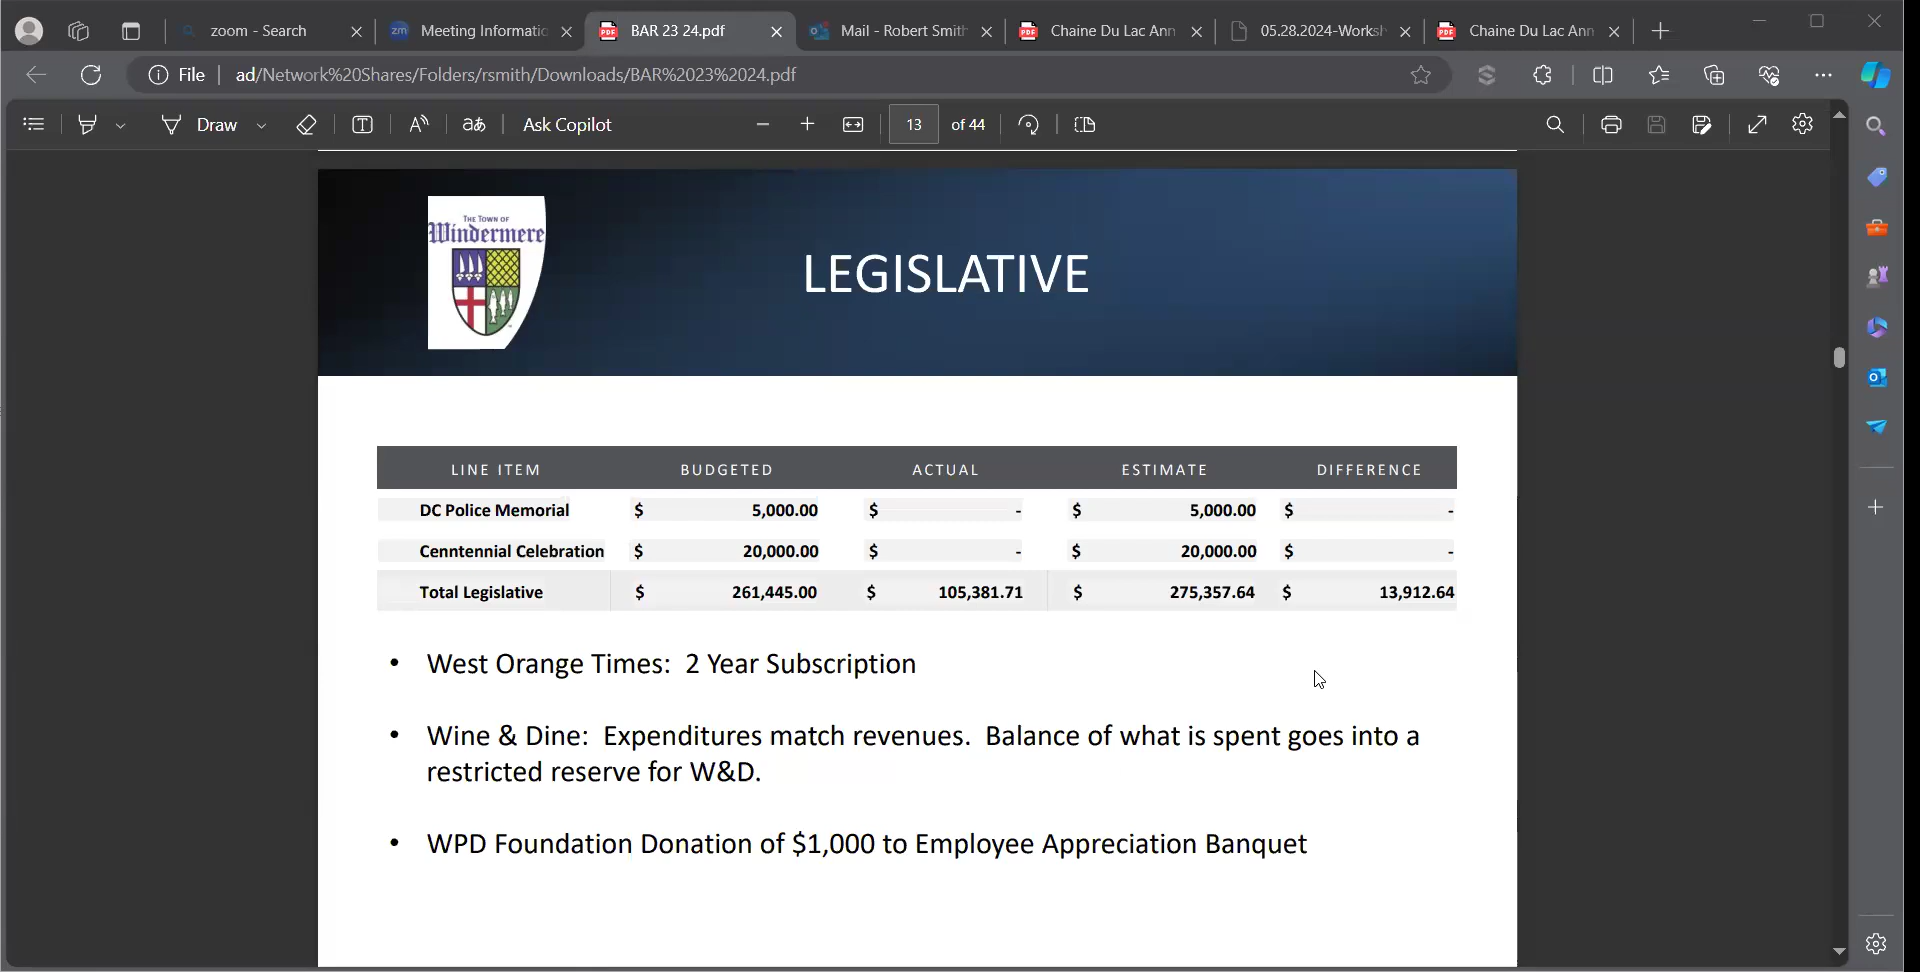 zoom - Search
Meeting Informatic
BAR 23 24.pdf
Mail - Robert Smith
Chaine Du Lac Ann
05.28.2024-Worksh
Chaine Du Lac Ann
File
ad/Network%20Shares/Folders/rsmith/Downloads/BAR%2023%2024.pdf
Draw
Ask Copilot
13 of 44
THE TOWN OF
Windermere
LEGISLATIVE
LINE ITEM BUDGETED ACTUAL ESTIMATE DIFFERENCE
DC Police Memorial $ 5,000.00 $ - $ 5,000.00 $ -
Cenntennial Celebration $ 20,000.00 $ - $ 20,000.00 $ -
Total Legislative $ 261,445.00 $ 105,381.71 $ 275,357.64 $ 13,912.64
• West Orange Times: 2 Year Subscription
• Wine & Dine: Expenditures match revenues. Balance of what is spent goes into a
restricted reserve for W&D.
• WPD Foundation Donation of $1,000 to Employee Appreciation Banquet